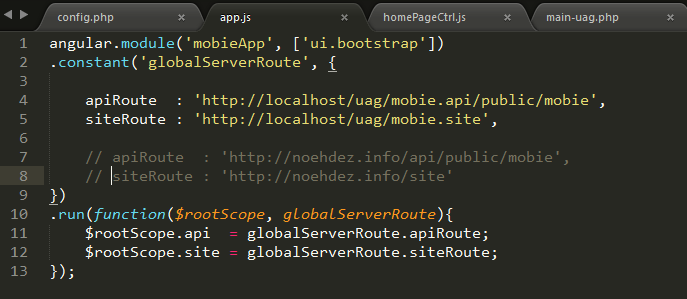 config.php × app.js × homePageCtrl.js × main-uag.php ×
1 angular.module('mobieApp', ['ui.bootstrap'])
2 .constant('globalServerRoute', {
3
4 apiRoute  : 'http://localhost/uag/mobie.api/public/mobie',
5 siteRoute : 'http://localhost/uag/mobie.site',
6
7 // apiRoute  : 'http://noehdez.info/api/public/mobie',
8 // siteRoute : 'http://noehdez.info/site'
9 })
10 .run(function($rootScope, globalServerRoute){
11 $rootScope.api  = globalServerRoute.apiRoute;
12 $rootScope.site = globalServerRoute.siteRoute;
13 });